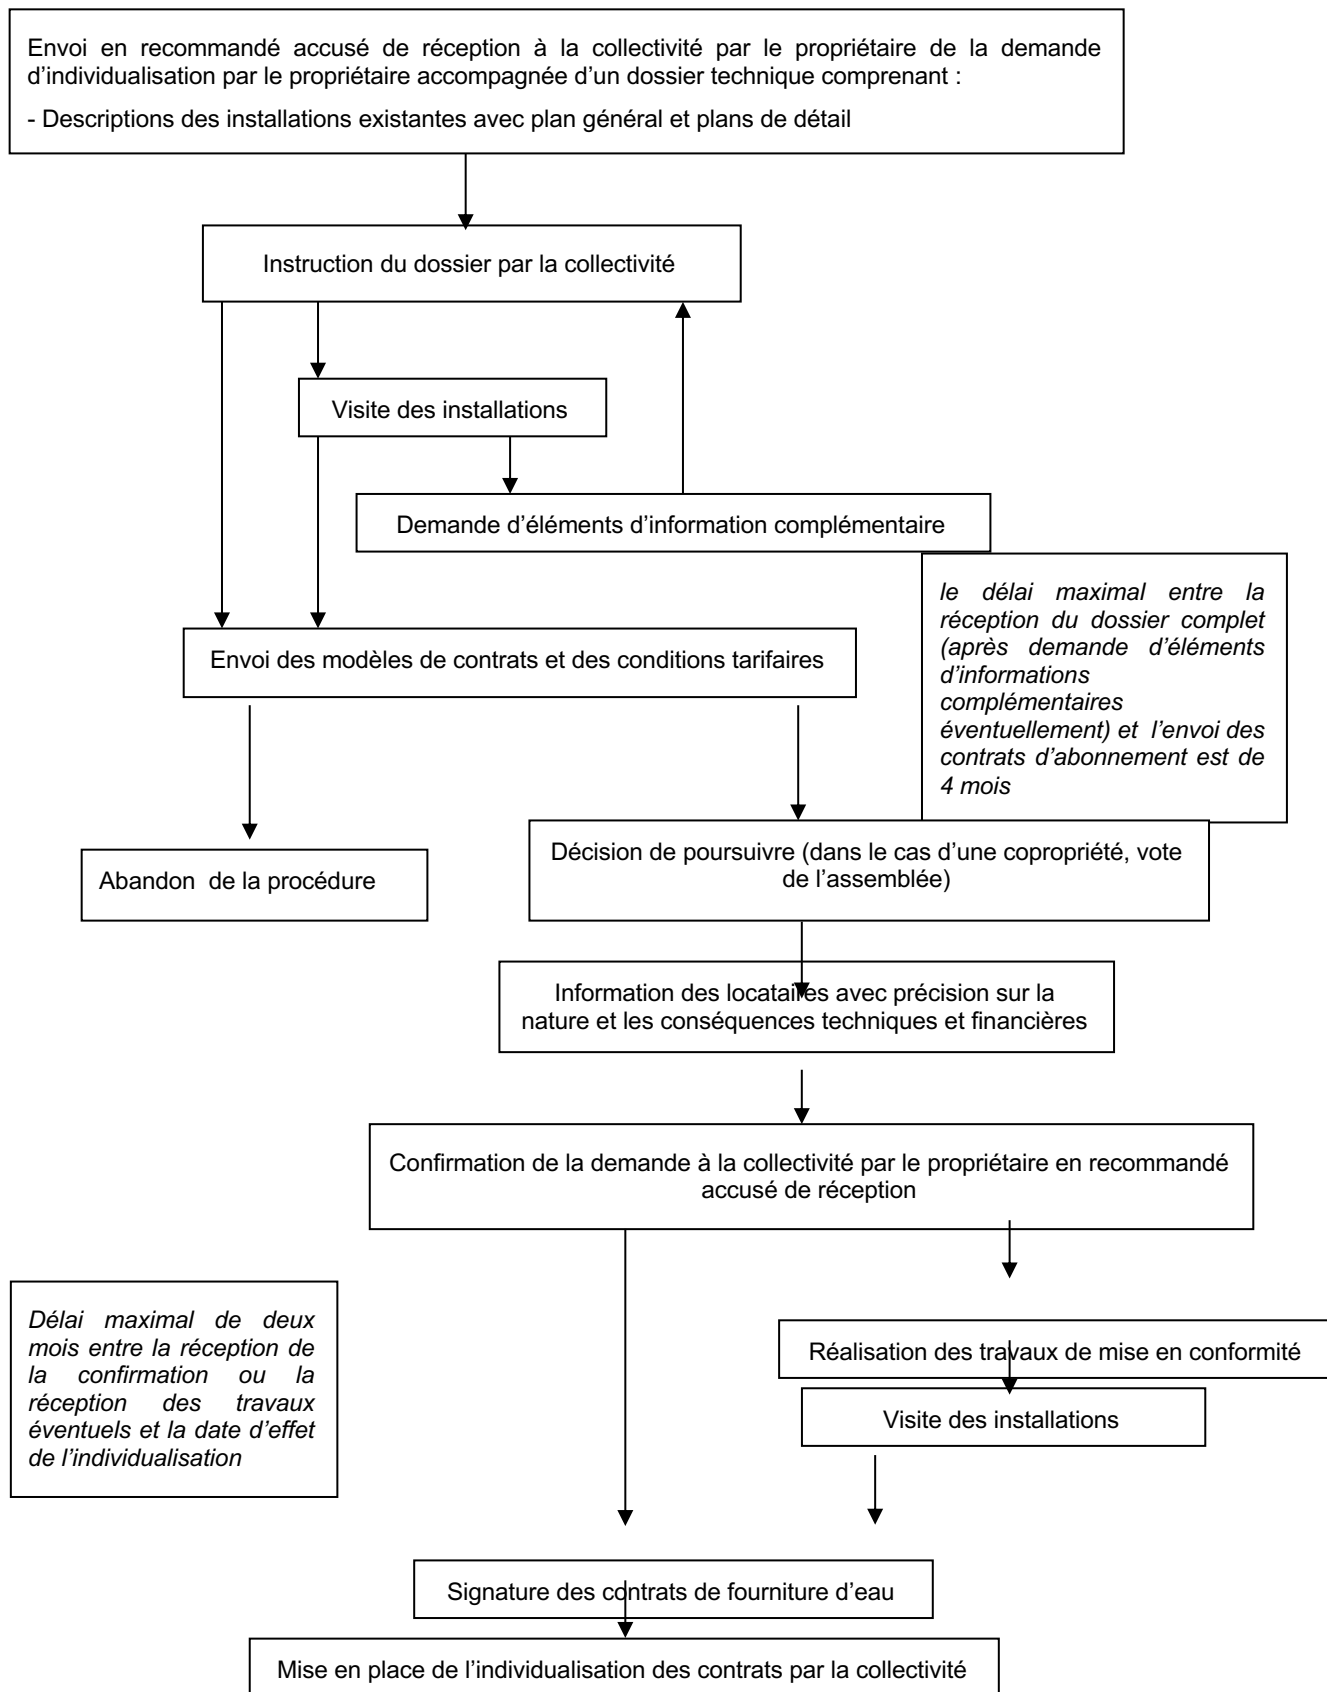 Envoi en recommandé accusé de réception à la collectivité par le propriétaire de la demande
d’individualisation par le propriétaire accompagnée d’un dossier technique comprenant :
- Descriptions des installations existantes avec plan général et plans de détail
Instruction du dossier par la collectivité
Visite des installations
Demande d’éléments d’information complémentaire
le délai maximal entre la
réception du dossier complet
(après demande d’éléments
d’informations
complémentaires
éventuellement) et l’envoi des
contrats d’abonnement est de
4 mois
Envoi des modèles de contrats et des conditions tarifaires
Abandon de la procédure
Décision de poursuivre (dans le cas d’une copropriété, vote
de l’assemblée)
Information des locataires avec précision sur la
nature et les conséquences techniques et financières
Confirmation de la demande à la collectivité par le propriétaire en recommandé
accusé de réception
Délai maximal de deux
mois entre la réception de
la confirmation ou la
réception des travaux
éventuels et la date d’effet
de l’individualisation
Réalisation des travaux de mise en conformité
Visite des installations
Signature des contrats de fourniture d’eau
Mise en place de l’individualisation des contrats par la collectivité